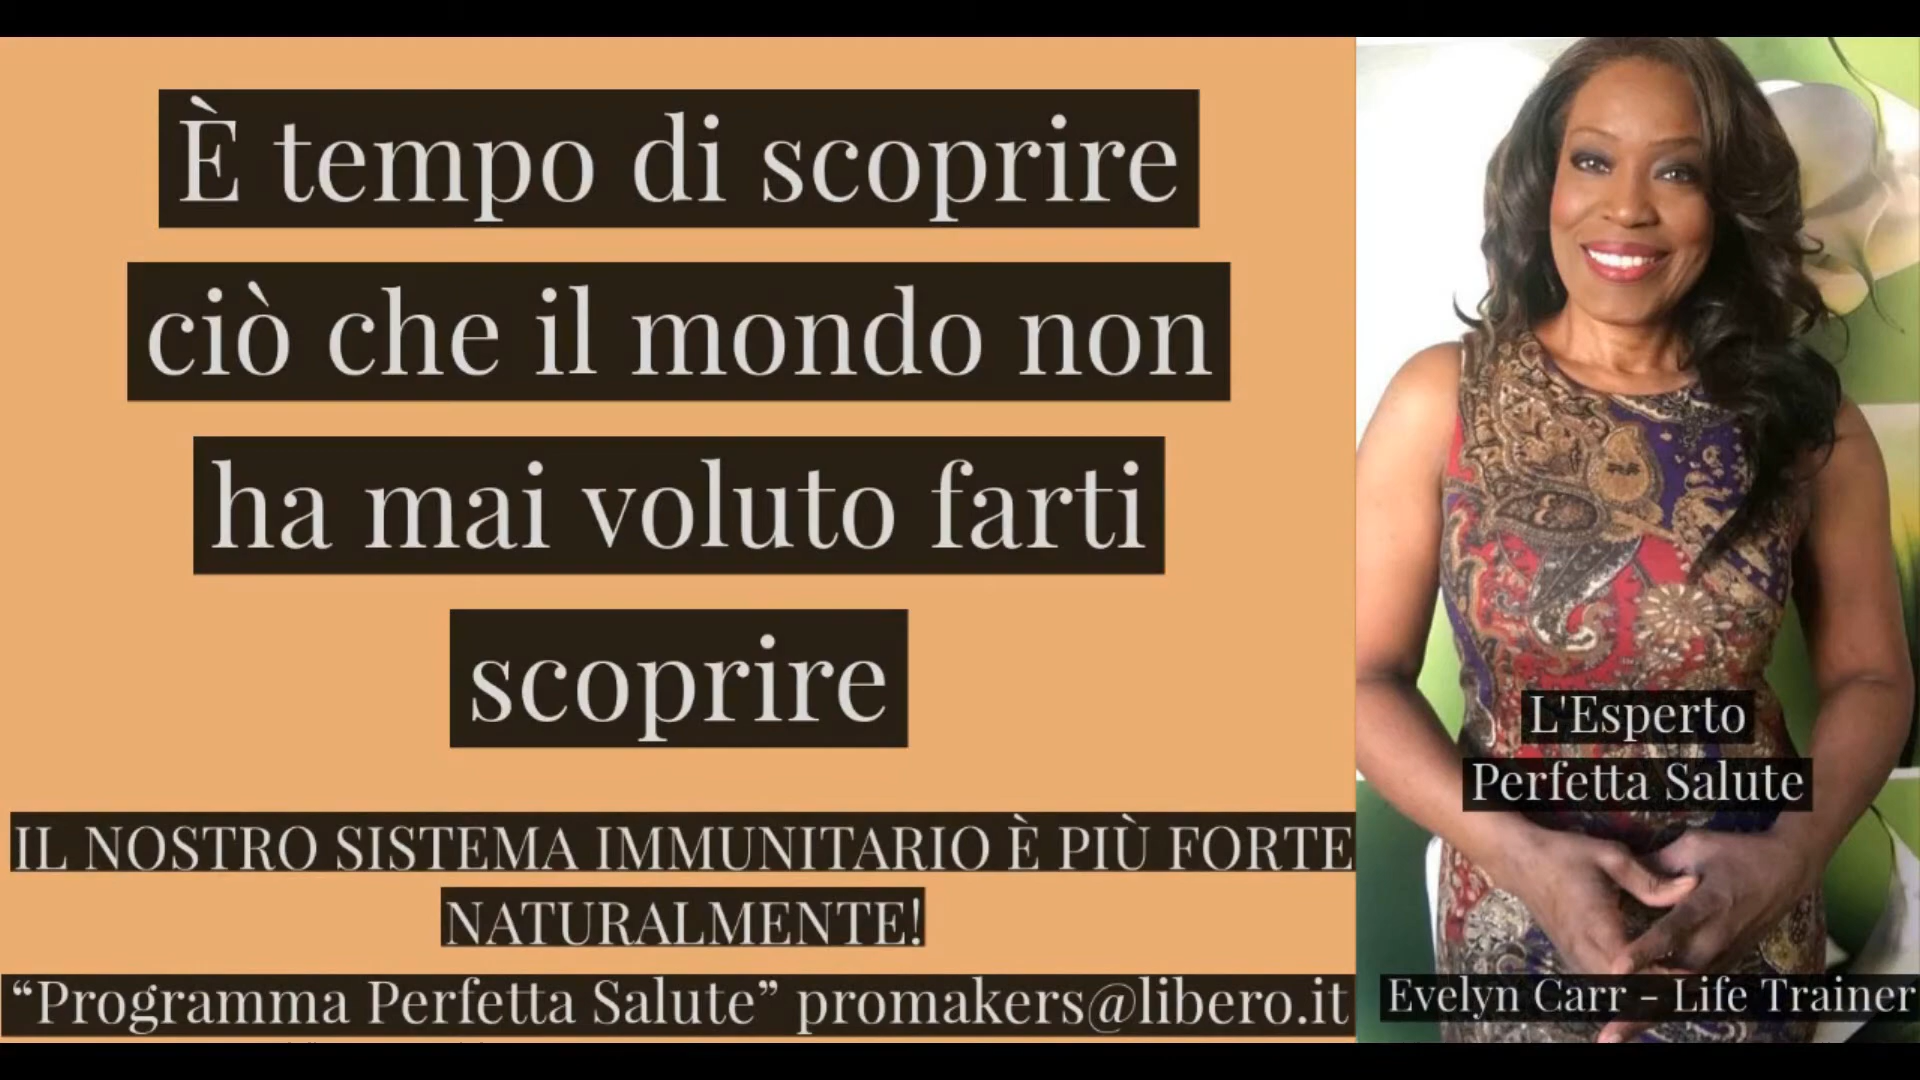 È tempo di scoprire
ciò che il mondo non
ha mai voluto farti
scoprire
IL NOSTRO SISTEMA IMMUNITARIO È PIÙ FORTE
NATURALMENTE!
“Programma Perfetta Salute” promakers@libero.it
L'Esperto
Perfetta Salute
Evelyn Carr - Life Trainer